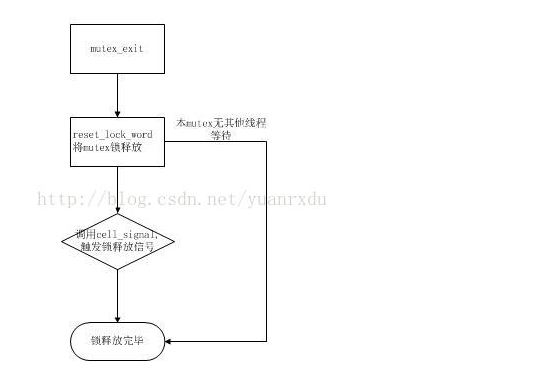 mutex_exit
reset_lock_word
将mutex锁释放
本mutex无其他线程
等待
http://blog.csdn.net/yuanrxdu
调用cell_signal,
触发锁释放信号
锁释放完毕